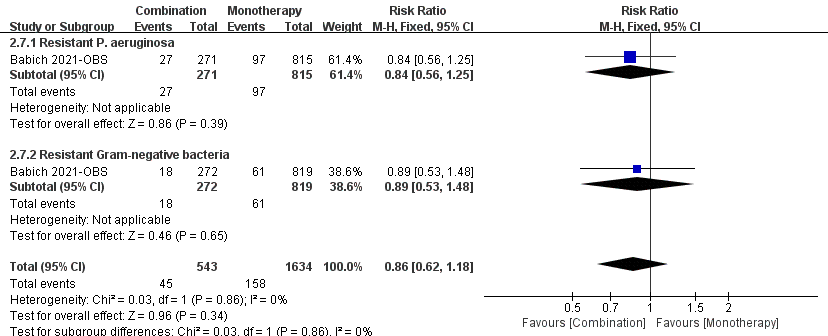 Combination Monotherapy Risk Ratio Risk Ratio
Study or Subgroup Events Total Events Total Weight M-H, Fixed, 95% CI M-H, Fixed, 95% CI
2.7.1 Resistant P. aeruginosa
Babich 2021-OBS 27 271 97 815 61.4% 0.84 [0.56, 1.25]
Subtotal (95% CI) 271 815 61.4% 0.84 [0.56, 1.25]
Total events 27 97
Heterogeneity: Not applicable
Test for overall effect: Z = 0.86 (P = 0.39)
2.7.2 Resistant Gram-negative bacteria
Babich 2021-OBS 18 272 61 819 38.6% 0.89 [0.53, 1.48]
Subtotal (95% CI) 272 819 38.6% 0.89 [0.53, 1.48]
Total events 18 61
Heterogeneity: Not applicable
Test for overall effect: Z = 0.46 (P = 0.65)
Total (95% CI) 543 1634 100.0% 0.86 [0.62, 1.18]
Total events 45 158
Heterogeneity: Chi² = 0.03, df = 1 (P = 0.86); I² = 0%
Test for overall effect: Z = 0.96 (P = 0.34)
Test for subgroup differences: Chi² = 0.03, df = 1 (P = 0.86), I² = 0%
0.5 0.7 1 1.5 2
Favours [Combination] Favours [Monotherapy]